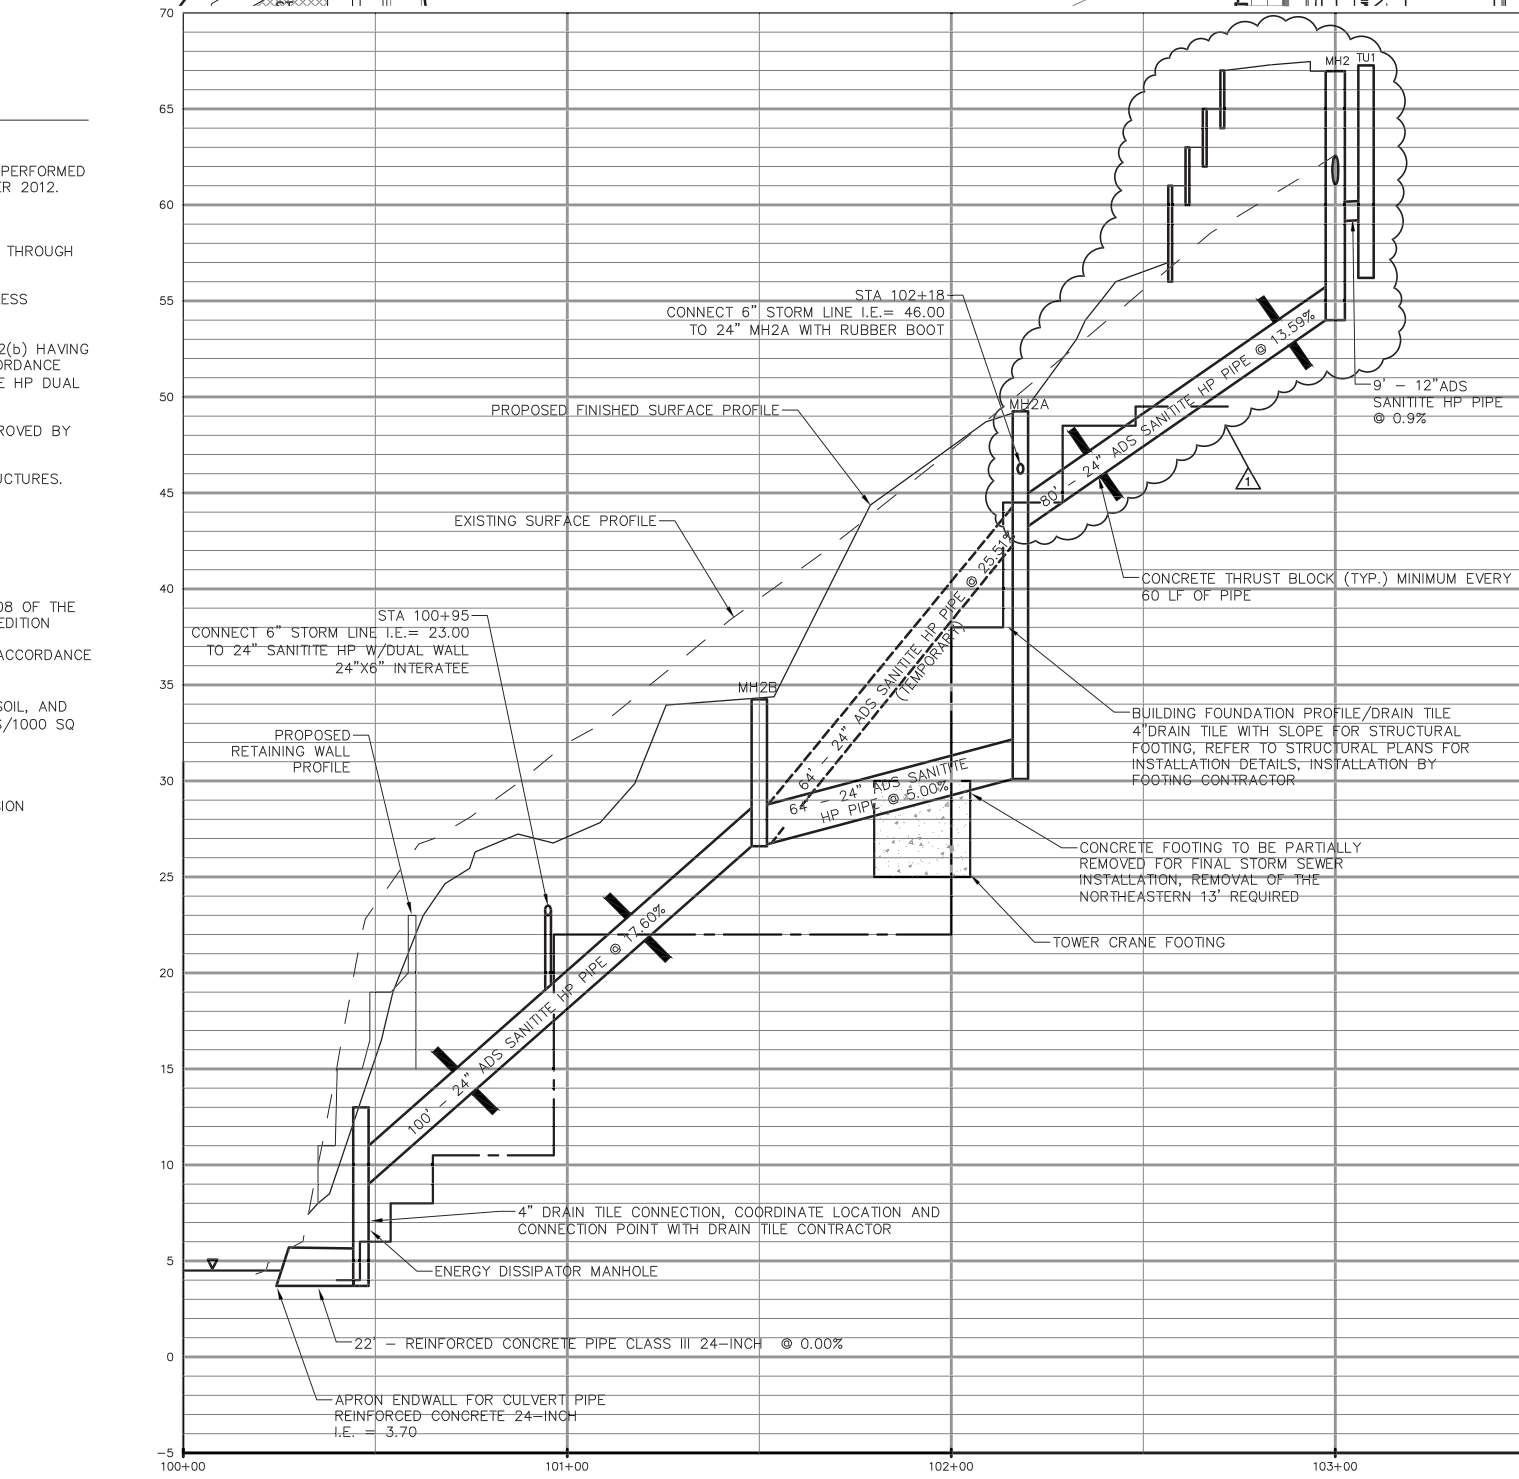 PERFORMED
ER 2012.
THROUGH
ESS
2(b) HAVING
ORDANCE
E HP DUAL
ROVED BY
UCTURES.
08 OF THE
EDITION
ACCORDANCE
SOIL, AND
S/1000 SQ
SION
70
65
60
55
50
45
40
35
30
25
20
15
10
5
0
-5
100+00
101+00
102+00
103+00
MH2
TU1
STA 102+18
CONNECT 6" STORM LINE I.E.= 46.00
TO 24" MH2A WITH RUBBER BOOT
80' - 24" ADS SANITITE HP PIPE @ 13.59%
9' - 12"ADS
SANITITE HP PIPE
@ 0.9%
PROPOSED FINISHED SURFACE PROFILE
MH2A
1
EXISTING SURFACE PROFILE
CONCRETE THRUST BLOCK (TYP.) MINIMUM EVERY
60 LF OF PIPE
64' - 24" ADS SANITITE HP PIPE @ 25.51%
(TEMPORARY)
STA 100+95
CONNECT 6" STORM LINE I.E.= 23.00
TO 24" SANITITE HP W/DUAL WALL
24"X6" INTERATEE
MH2B
BUILDING FOUNDATION PROFILE/DRAIN TILE
4"DRAIN TILE WITH SLOPE FOR STRUCTURAL
FOOTING, REFER TO STRUCTURAL PLANS FOR
INSTALLATION DETAILS, INSTALLATION BY
FOOTING CONTRACTOR
PROPOSED
RETAINING WALL
PROFILE
64' - 24" ADS SANITITE
HP PIPE @ 5.00%
CONCRETE FOOTING TO BE PARTIALLY
REMOVED FOR FINAL STORM SEWER
INSTALLATION, REMOVAL OF THE
NORTHEASTERN 13' REQUIRED
TOWER CRANE FOOTING
100' - 24" ADS SANITITE HP PIPE @ 17.60%
4" DRAIN TILE CONNECTION, COORDINATE LOCATION AND
CONNECTION POINT WITH DRAIN TILE CONTRACTOR
ENERGY DISSIPATOR MANHOLE
22' - REINFORCED CONCRETE PIPE CLASS III 24-INCH @ 0.00%
APRON ENDWALL FOR CULVERT PIPE
REINFORCED CONCRETE 24-INCH
I.E. = 3.70